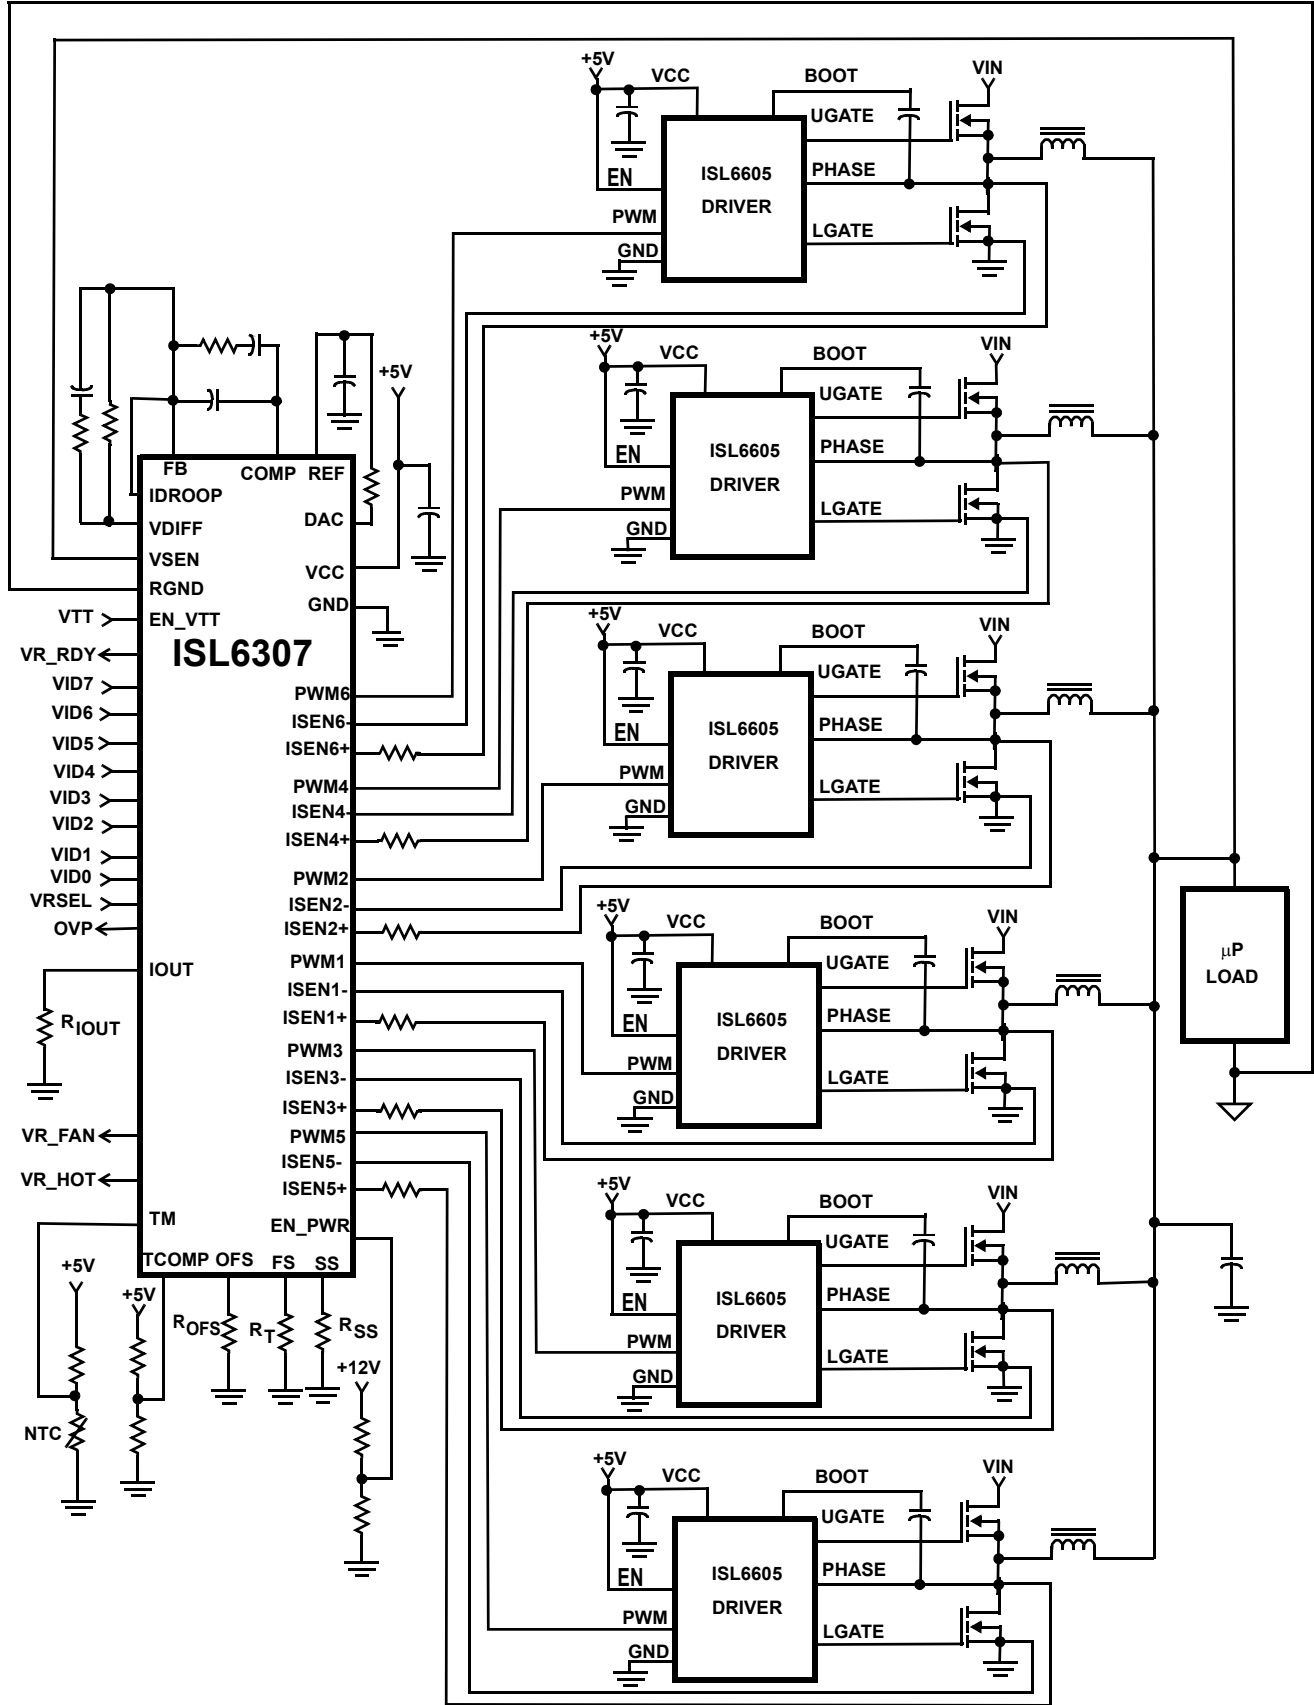 +5V
VCC
BOOT
VIN
UGATE
EN
ISL6605
DRIVER
PHASE
PWM
LGATE
GND
+5V
VCC
BOOT
VIN
UGATE
EN
ISL6605
DRIVER
PHASE
PWM
LGATE
GND
+5V
VCC
BOOT
VIN
UGATE
EN
ISL6605
DRIVER
PHASE
PWM
LGATE
GND
+5V
VCC
BOOT
VIN
UGATE
EN
ISL6605
DRIVER
PHASE
PWM
LGATE
GND
+5V
VCC
BOOT
VIN
UGATE
EN
ISL6605
DRIVER
PHASE
PWM
LGATE
GND
+5V
VCC
BOOT
VIN
UGATE
EN
ISL6605
DRIVER
PHASE
PWM
LGATE
GND
+5V
FB
COMP
REF
IDROOP
VDIFF
DAC
VSEN
VCC
RGND
GND
VTT
EN_VTT
ISL6307
VR_RDY
VID7
VID6
VID5
VID4
VID3
VID2
VID1
VID0
VRSEL
OVP
IOUT
RIOUT
VR_FAN
VR_HOT
TM
PWM6
ISEN6-
ISEN6+
PWM4
ISEN4-
ISEN4+
PWM2
ISEN2-
ISEN2+
PWM1
ISEN1-
ISEN1+
PWM3
ISEN3-
ISEN3+
PWM5
ISEN5-
ISEN5+
EN_PWR
TCOMP
OFS
FS
SS
+5V
+5V
ROFS
RT
RSS
+12V
NTC
µP
LOAD